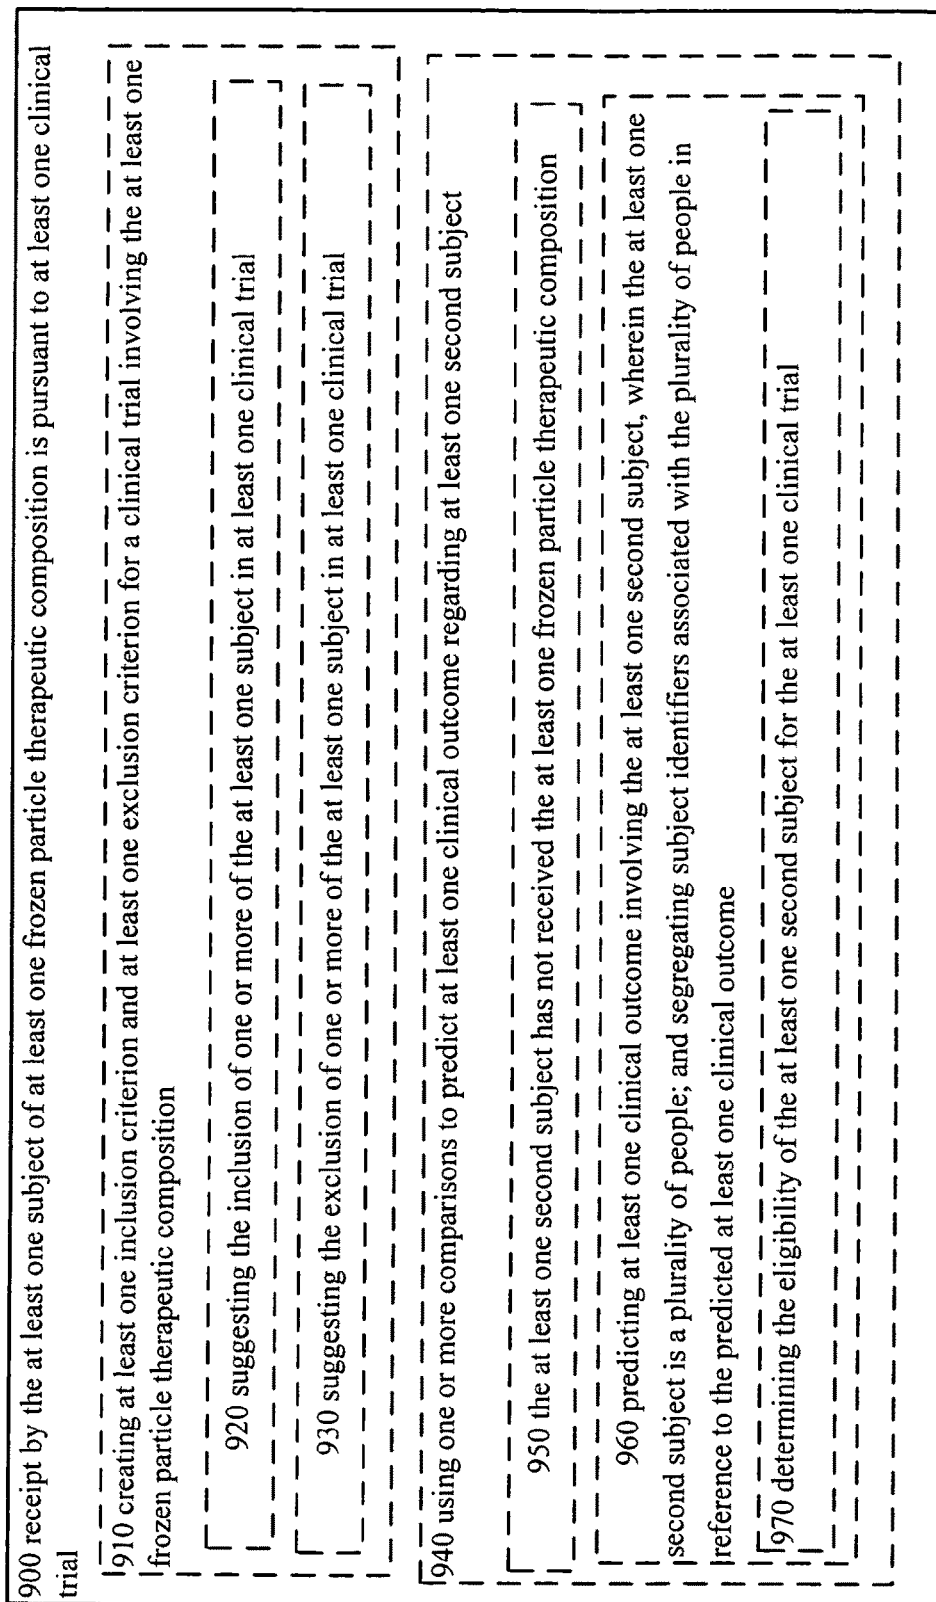 900 receipt by the at least one subject of at least one frozen particle therapeutic composition is pursuant to at least one clinical
trial
910 creating at least one inclusion criterion and at least one exclusion criterion for a clinical trial involving the at least one
frozen particle therapeutic composition
920 suggesting the inclusion of one or more of the at least one subject in at least one clinical trial
930 suggesting the exclusion of one or more of the at least one subject in at least one clinical trial
940 using one or more comparisons to predict at least one clinical outcome regarding at least one second subject
950 the at least one second subject has not received the at least one frozen particle therapeutic composition
960 predicting at least one clinical outcome involving the at least one second subject, wherein the at least one
second subject is a plurality of people; and segregating subject identifiers associated with the plurality of people in
reference to the predicted at least one clinical outcome
970 determining the eligibility of the at least one second subject for the at least one clinical trial